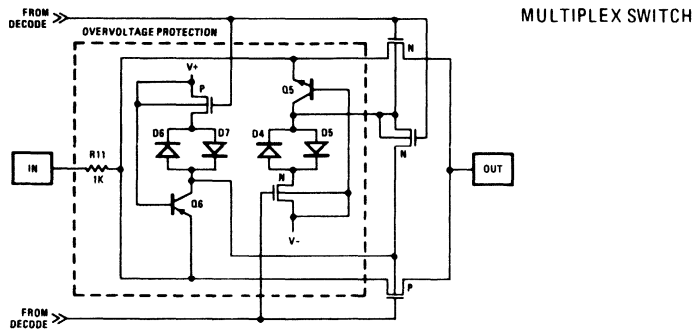 FROM
DECODE
MULTIPLEX SWITCH
OVERVOLTAGE PROTECTION
N
V+
P
Q5
D6
D7
D4
D5
N
IN
R11
1K
N
OUT
Q6
V-
P
FROM
DECODE